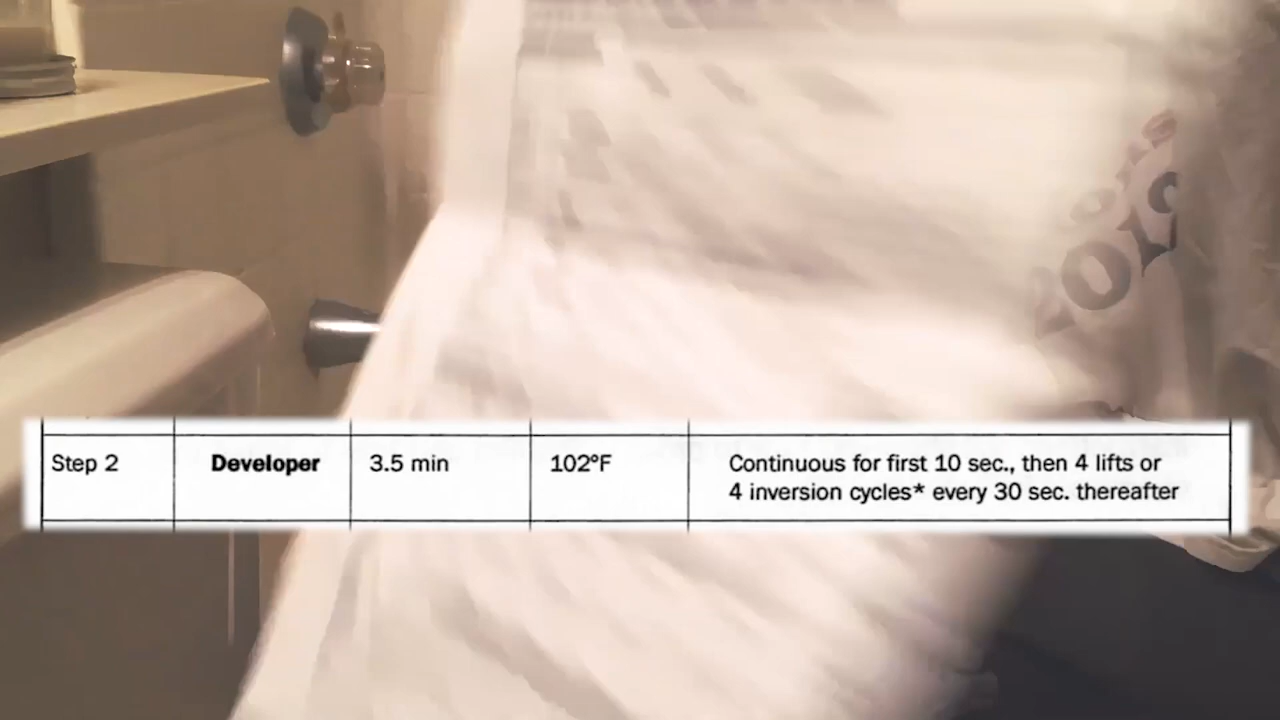 Step 2 Developer 3.5 min 102ºF Continuous for first 10 sec., then 4 lifts or
4 inversion cycles* every 30 sec. thereafter